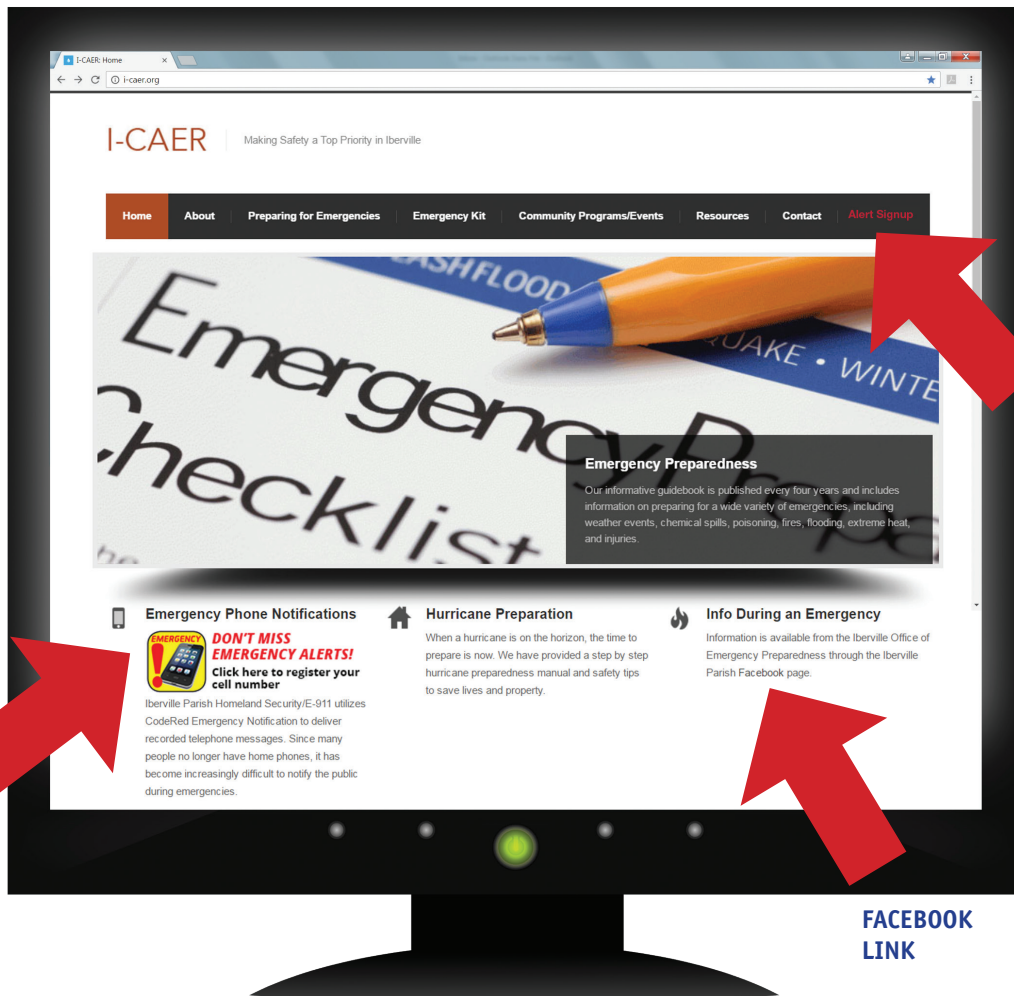 I-CAER: Home
i-caer.org
I-CAER
Making Safety a Top Priority in Iberville
Home
About
Preparing for Emergencies
Emergency Kit
Community Programs/Events
Resources
Contact
Alert Signup
ASH FLOOD
QUAKE • WINTE
Emergency Prepa
Checklist
he
Emergency Preparedness
Our informative guidebook is published every four years and includes
information on preparing for a wide variety of emergencies, including
weather events, chemical spills, poisoning, fires, flooding, extreme heat,
and injuries.
Emergency Phone Notifications
EMERGENCY
DON'T MISS
EMERGENCY ALERTS!
Click here to register your
cell number
Iberville Parish Homeland Security/E-911 utilizes
CodeRed Emergency Notification to deliver
recorded telephone messages. Since many
people no longer have home phones, it has
become increasingly difficult to notify the public
during emergencies.
Hurricane Preparation
When a hurricane is on the horizon, the time to
prepare is now. We have provided a step by step
hurricane preparedness manual and safety tips
to save lives and property.
Info During an Emergency
Information is available from the Iberville Office of
Emergency Preparedness through the Iberville
Parish Facebook page.
FACEBOOK
LINK